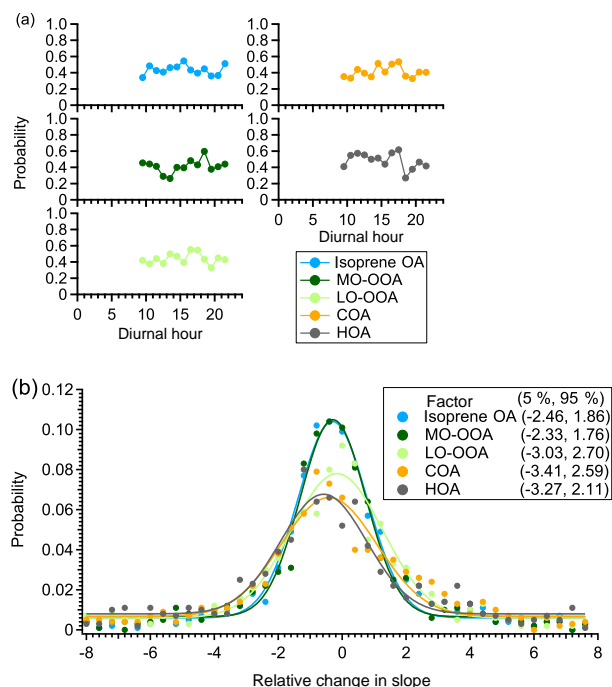 (a)
1.0
0.8
0.6
0.4
0.2
0
1.0
0.8
0.6
0.4
0.2
0
1.0
0.8
0.6
0.4
0.2
0
1.0
0.8
0.6
0.4
0.2
0
1.0
0.8
0.6
0.4
0.2
0
Probability
0 5 10 15 20
Diurnal hour
0 5 10 15 20
Diurnal hour
Isoprene OA
MO-OOA
LO-OOA
COA
HOA
(b)
0.12
0.10
0.08
0.06
0.04
0.02
0
Probability
Factor (5 %, 95 %)
Isoprene OA (-2.46, 1.86)
MO-OOA (-2.33, 1.76)
LO-OOA (-3.03, 2.70)
COA (-3.41, 2.59)
HOA (-3.27, 2.11)
-8 -6 -4 -2 0 2 4 6 8
Relative change in slope